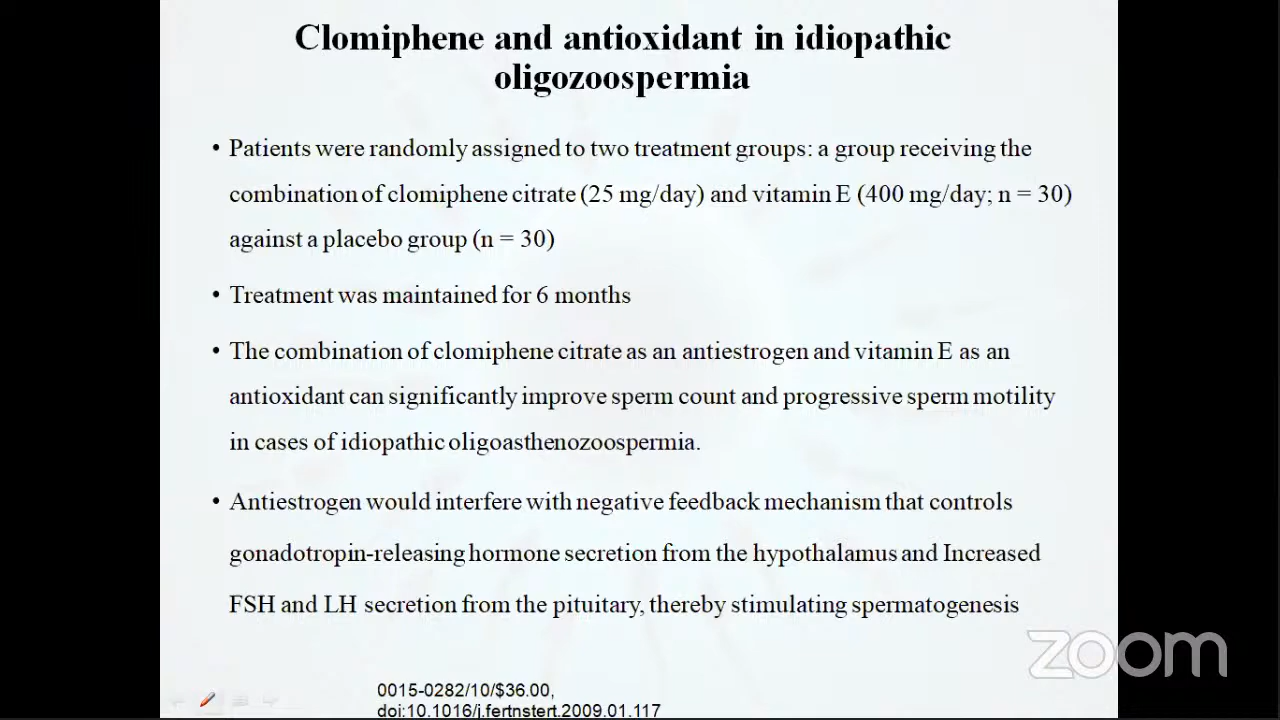 Clomiphene and antioxidant in idiopathic
oligozoospermia
• Patients were randomly assigned to two treatment groups: a group receiving the
combination of clomiphene citrate (25 mg/day) and vitamin E (400 mg/day; n = 30)
against a placebo group (n = 30)
• Treatment was maintained for 6 months
• The combination of clomiphene citrate as an antiestrogen and vitamin E as an
antioxidant can significantly improve sperm count and progressive sperm motility
in cases of idiopathic oligoasthenozoospermia.
• Antiestrogen would interfere with negative feedback mechanism that controls
gonadotropin-releasing hormone secretion from the hypothalamus and Increased
FSH and LH secretion from the pituitary, thereby stimulating spermatogenesis
zoom
0015-0282/10/$36.00,
doi:10.1016/j.fertnstert.2009.01.117